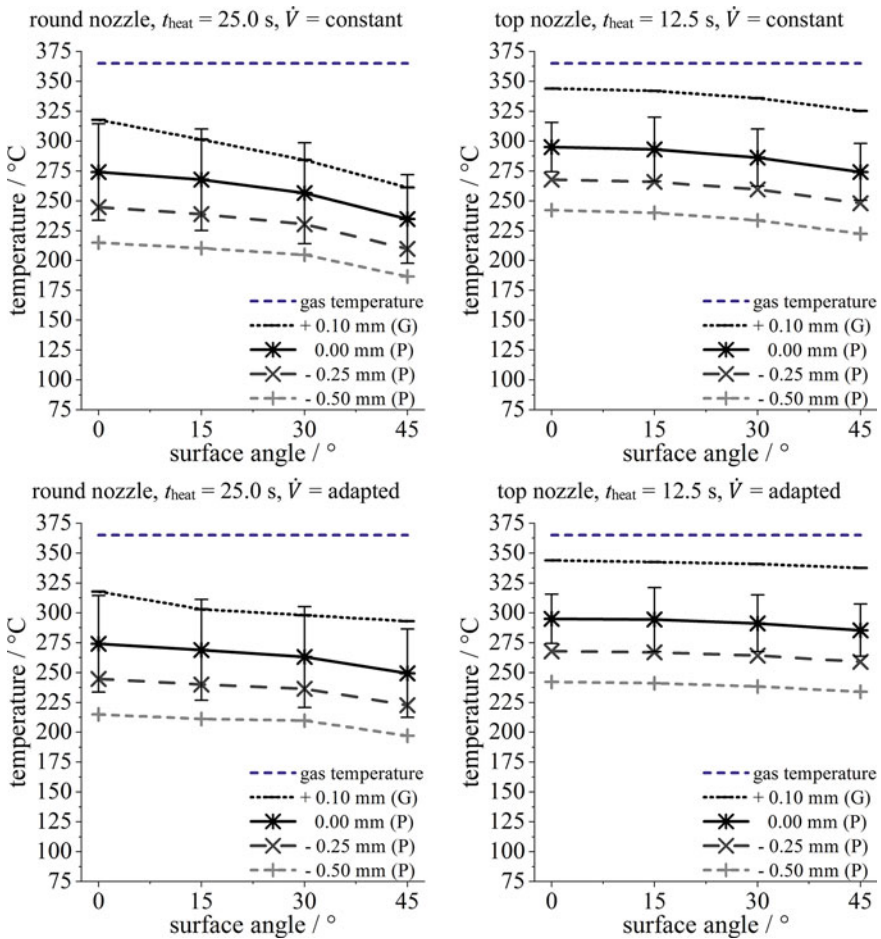 round nozzle, t_heat = 25.0 s, V̇ = constant
375
350
325
300
275
250
225
200
175
150
125
100
75
temperature / °C
gas temperature
+ 0.10 mm (G)
0.00 mm (P)
- 0.25 mm (P)
- 0.50 mm (P)
0 15 30 45
surface angle / °
top nozzle, t_heat = 12.5 s, V̇ = constant
375
350
325
300
275
250
225
200
175
150
125
100
75
temperature / °C
gas temperature
+ 0.10 mm (G)
0.00 mm (P)
- 0.25 mm (P)
- 0.50 mm (P)
0 15 30 45
surface angle / °
round nozzle, t_heat = 25.0 s, V̇ = adapted
375
350
325
300
275
250
225
200
175
150
125
100
75
temperature / °C
gas temperature
+ 0.10 mm (G)
0.00 mm (P)
- 0.25 mm (P)
- 0.50 mm (P)
0 15 30 45
surface angle / °
top nozzle, t_heat = 12.5 s, V̇ = adapted
375
350
325
300
275
250
225
200
175
150
125
100
75
temperature / °C
gas temperature
+ 0.10 mm (G)
0.00 mm (P)
- 0.25 mm (P)
- 0.50 mm (P)
0 15 30 45
surface angle / °